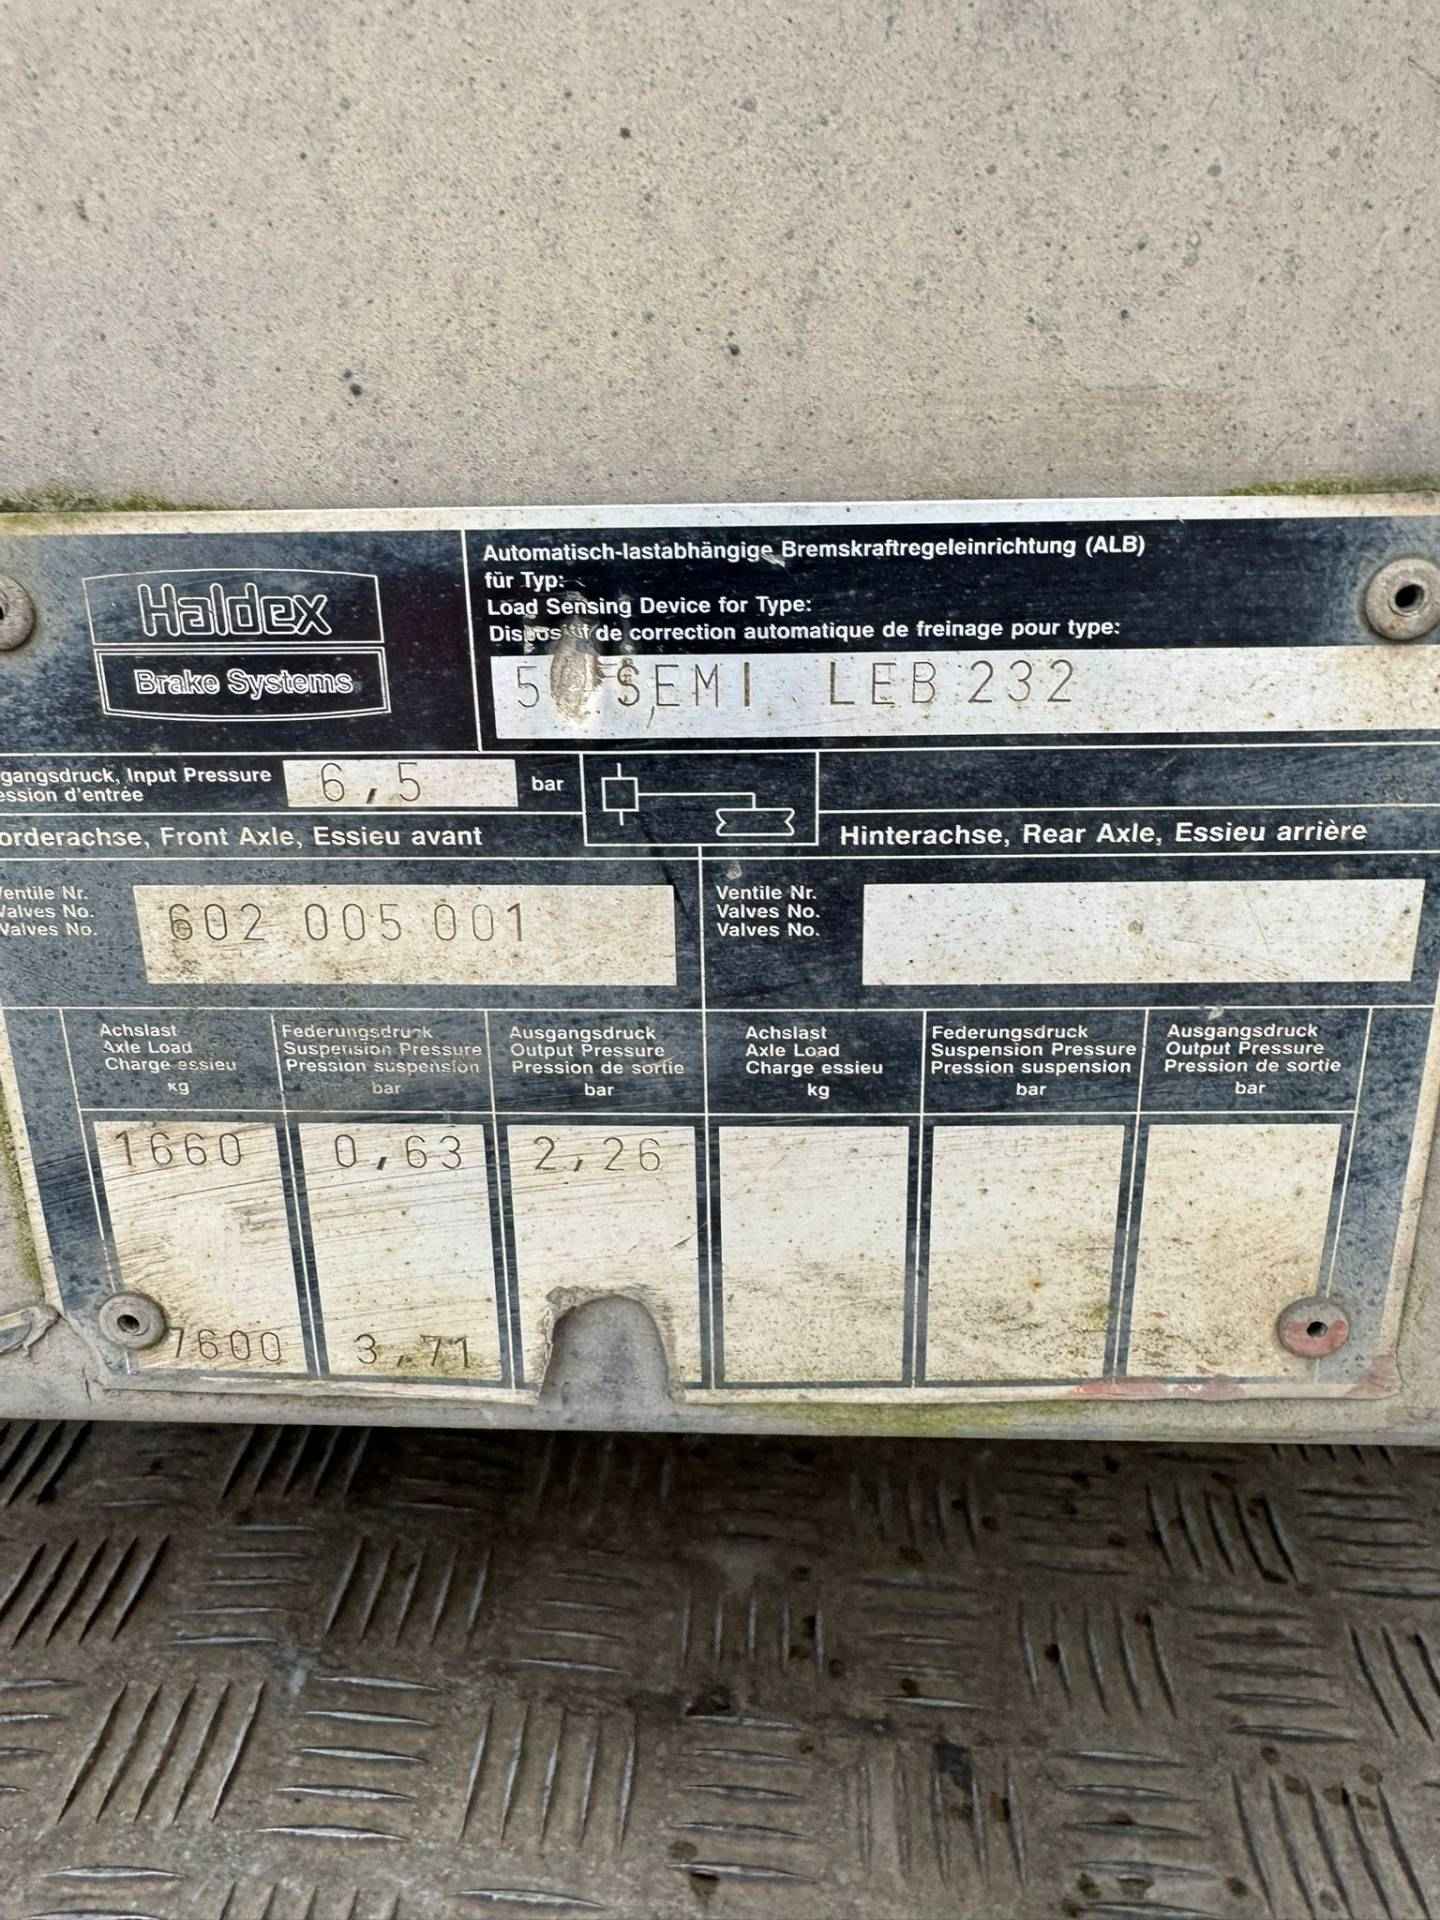 Haldex
Brake Systems
Automatisch-lastabhängige Bremskraftregeleinrichtung (ALB)
für Typ:
Load Sensing Device for Type:
Dispositif de correction automatique de freinage pour type:
SEMI LEB 232
gangsdruck, Input Pressure 6,5 bar
ession d'entrée
orderachse, Front Axle, Essieu avant
Hinterachse, Rear Axle, Essieu arrière
entile Nr.
Valves No.
Valves No.
602 005 001
Ventile Nr.
Valves No.
Valves No.
Achslast
Axle Load
Charge essieu
kg
Federungsdruck
Suspension Pressure
Pression suspension
bar
Ausgangsdruck
Output Pressure
Pression de sortie
bar
Achslast
Axle Load
Charge essieu
kg
Federungsdruck
Suspension Pressure
Pression suspension
bar
Ausgangsdruck
Output Pressure
Pression de sortie
bar
1660 0,63 2,26
7600 3,71